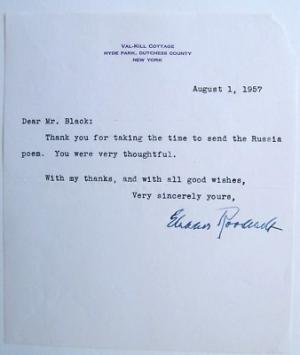 VAL-KILL COTTAGE
HYDE PARK, DUTCHESS COUNTY
NEW YORK
August 1, 1957
Dear Mr. Black:
Thank you for taking the time to send the Russia
poem. You were very thoughtful.
With my thanks, and with all good wishes,
Very sincerely yours,
Eleanor Roosevelt